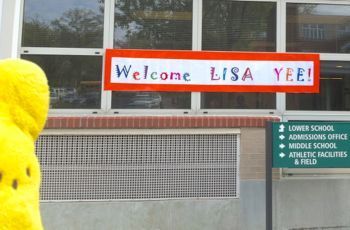 Welcome LISA YEE!
LOWER SCHOOL
ADMISSIONS OFFICE
MIDDLE SCHOOL
ATHLETIC FACILITIES
& FIELD